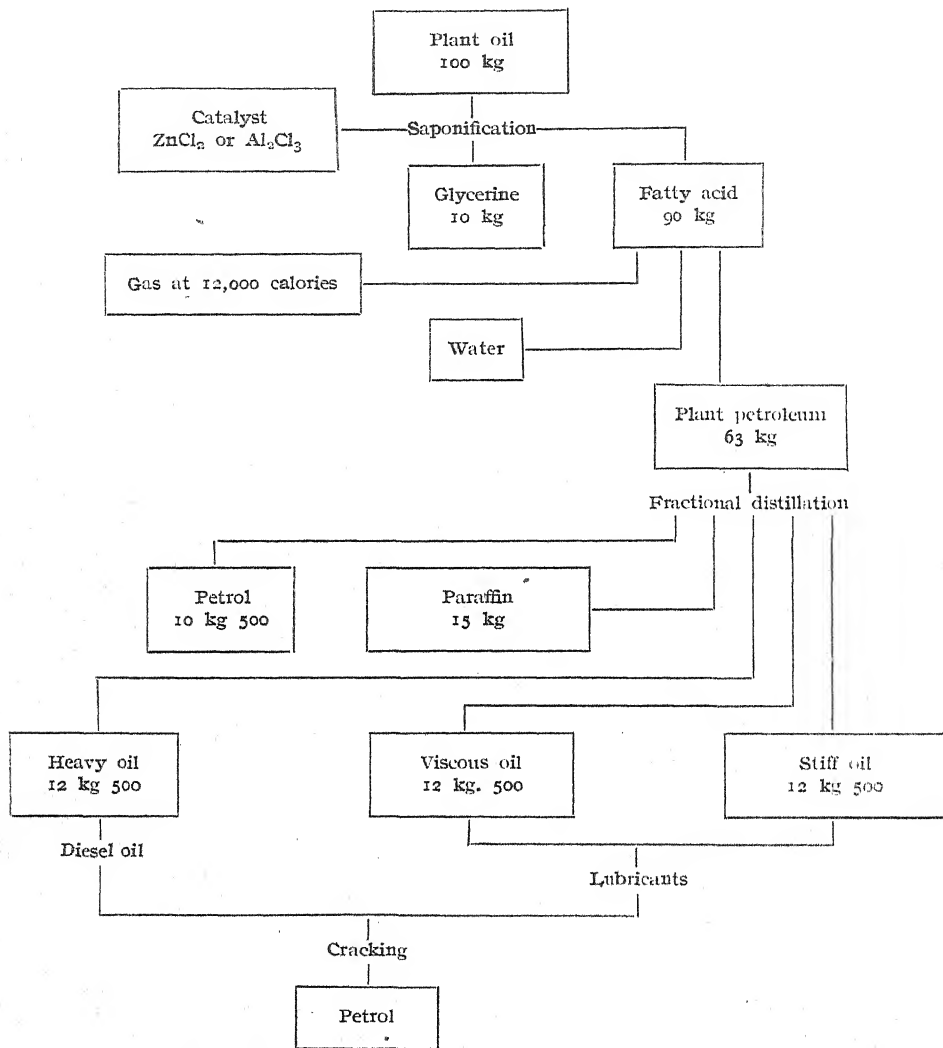 Plant oil
100 kg
Catalyst
ZnCl₂ or Al₂Cl₃
Saponification
Glycerine
10 kg
Fatty acid
90 kg
Gas at 12,000 calories
Water
Plant petroleum
63 kg
Fractional distillation
Petrol
10 kg 500
Paraffin
15 kg
Heavy oil
12 kg 500
Viscous oil
12 kg. 500
Stiff oil
12 kg 500
Diesel oil
Lubricants
Cracking
Petrol